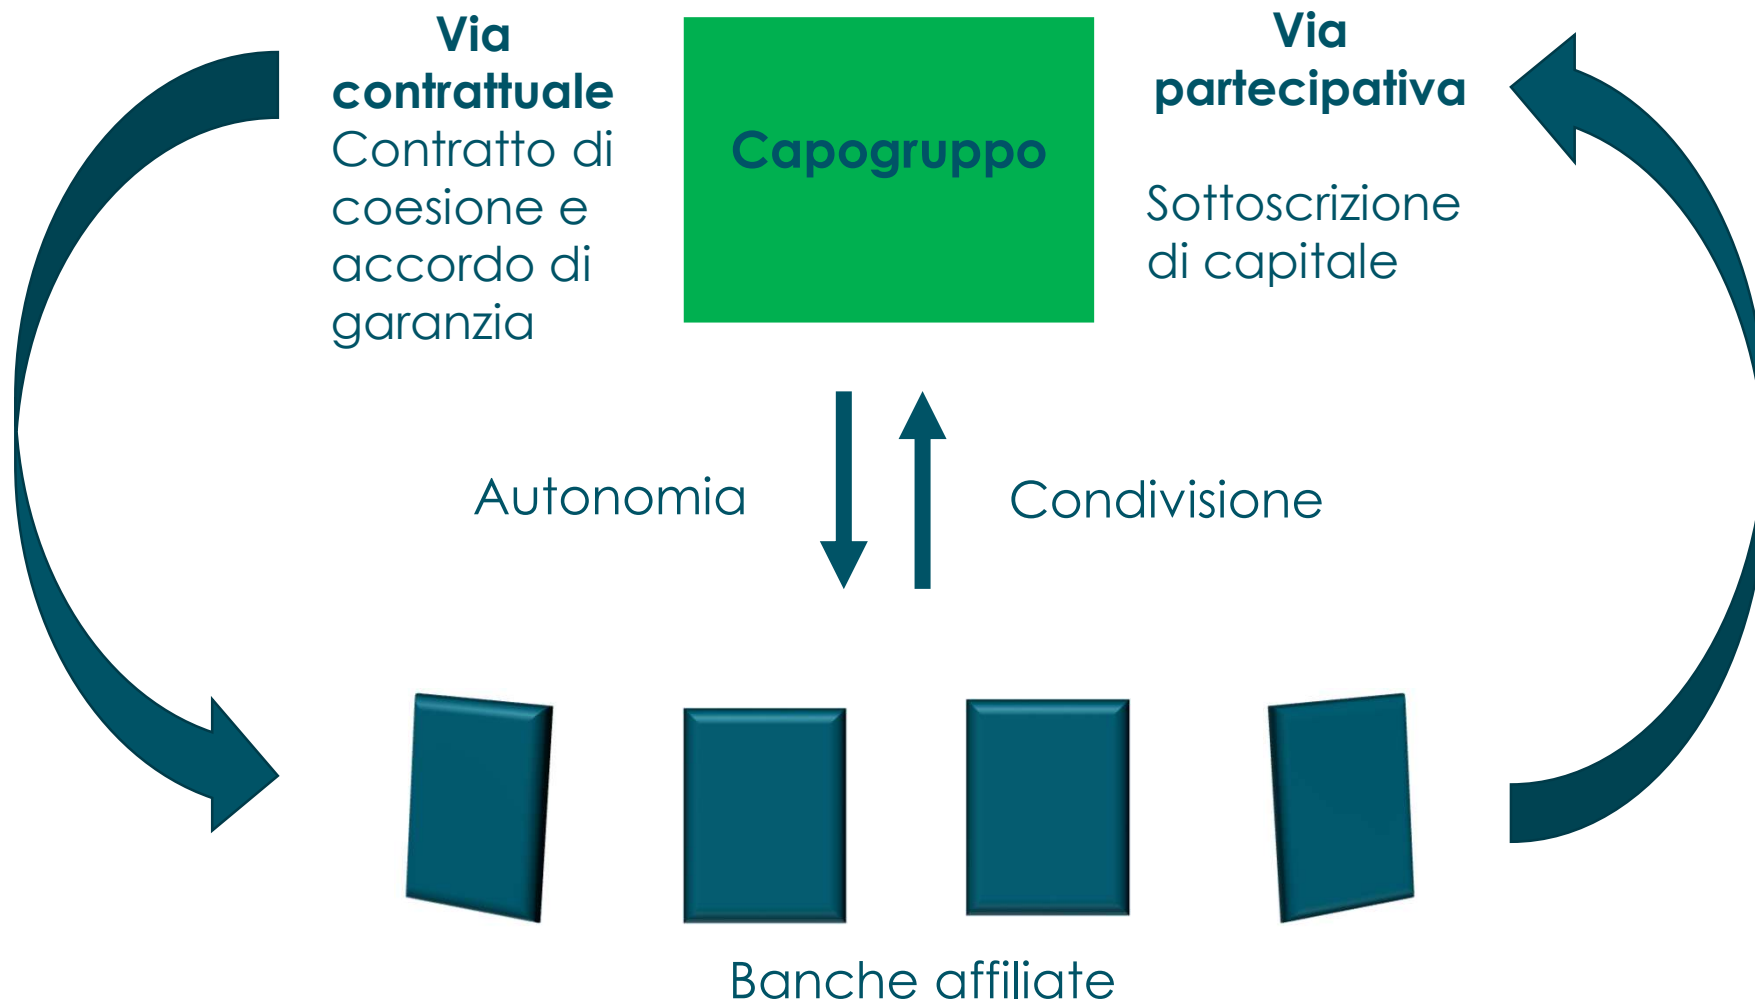 Via
contrattuale
Contratto di
coesione e
accordo di
garanzia
Capogruppo
Via
partecipativa
Sottoscrizione
di capitale
Autonomia
Condivisione
Banche affiliate